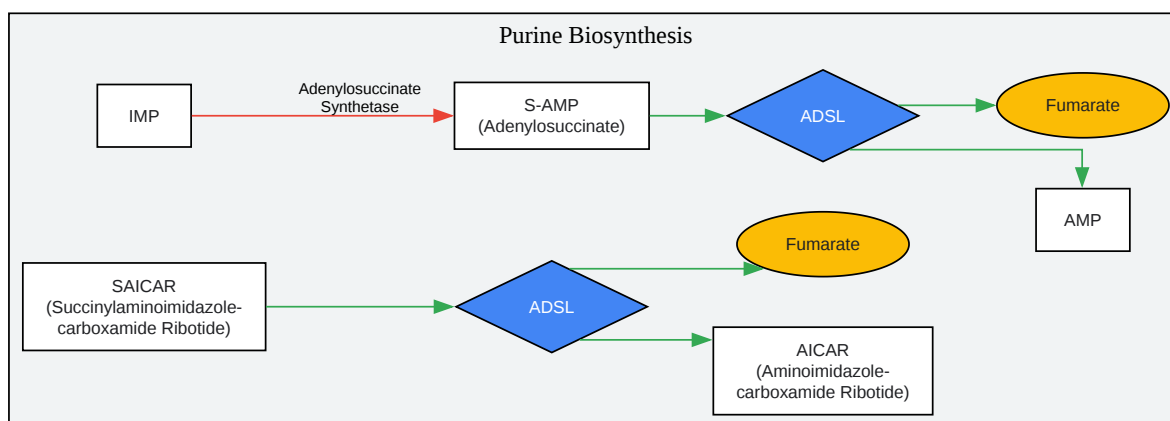 Purine Biosynthesis
IMP
Adenylosuccinate
Synthetase
S-AMP
(Adenylosuccinate)
ADSL
Fumarate
AMP
SAICAR
(Succinylaminoimidazole-
carboxamide Ribotide)
ADSL
Fumarate
AICAR
(Aminoimidazole-
carboxamide Ribotide)